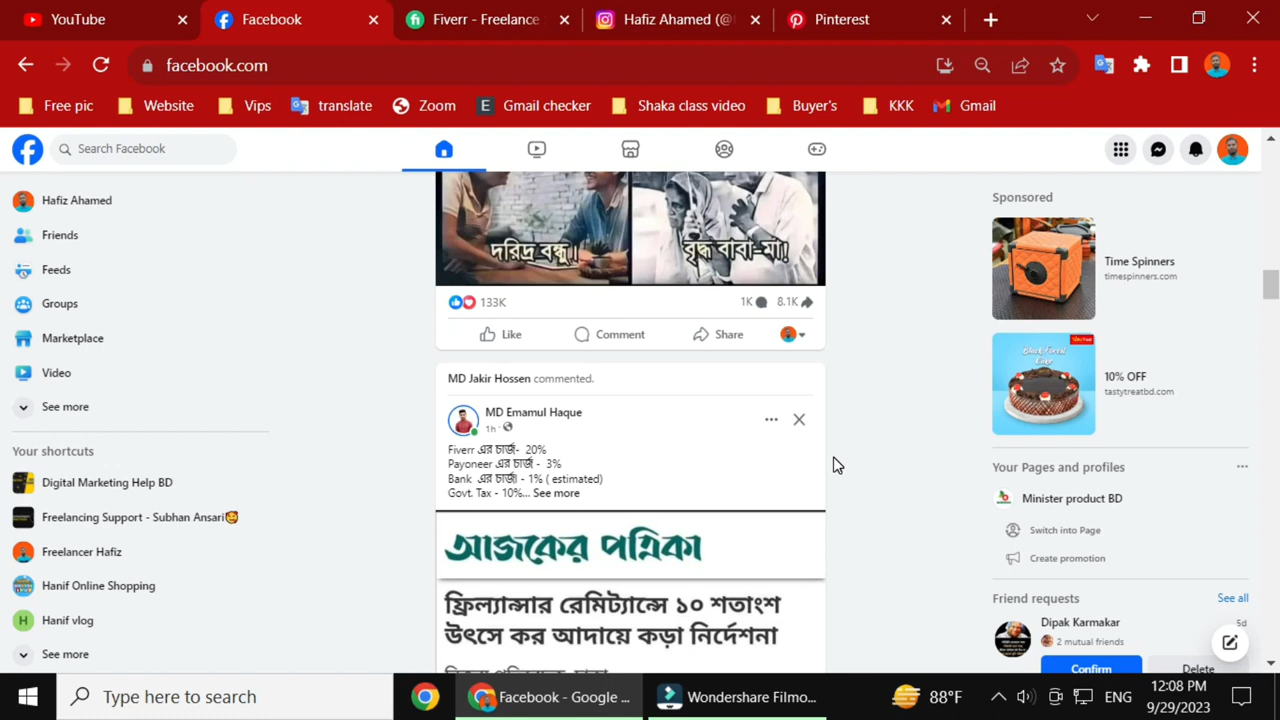 YouTube
Facebook
Fiverr - Freelance
Hafiz Ahamed (@
Pinterest
facebook.com
Free pic
Website
Vips
translate
Zoom
Gmail checker
Shaka class video
Buyer's
KKK
Gmail
Search Facebook
Hafiz Ahamed
Friends
Feeds
Groups
Marketplace
Video
See more
Your shortcuts
Digital Marketing Help BD
Freelancing Support - Subhan Ansari🥰
Freelancer Hafiz
Hanif Online Shopping
H Hanif vlog
See more
দরিদ্র বন্ধু।
বৃদ্ধ বাবা-মা!
133K
1K
8.1K
Like
Comment
Share
MD Jakir Hossen commented.
MD Emamul Haque
1h
Fiverr এর চার্জ- 20%
Payoneer এর চার্জ - 3%
Bank এর চার্জ - 1% ( estimated)
Govt. Tax - 10%... See more
আজকের পত্রিকা
ফ্রিল্যান্সার রেমিট্যান্সে ১০ শতাংশ
উৎসে কর আদায়ে কড়া নির্দেশনা
Sponsored
Time Spinners
timespinners.com
Black Forest
Cake
10% OFF
tastytreatbd.com
Your Pages and profiles
Minister product BD
Switch into Page
Create promotion
Friend requests
See all
Dipak Karmakar
5d
2 mutual friends
Confirm
Delete
Type here to search
Facebook - Google ...
Wondershare Filmo...
88°F
ENG
12:08 PM
9/29/2023